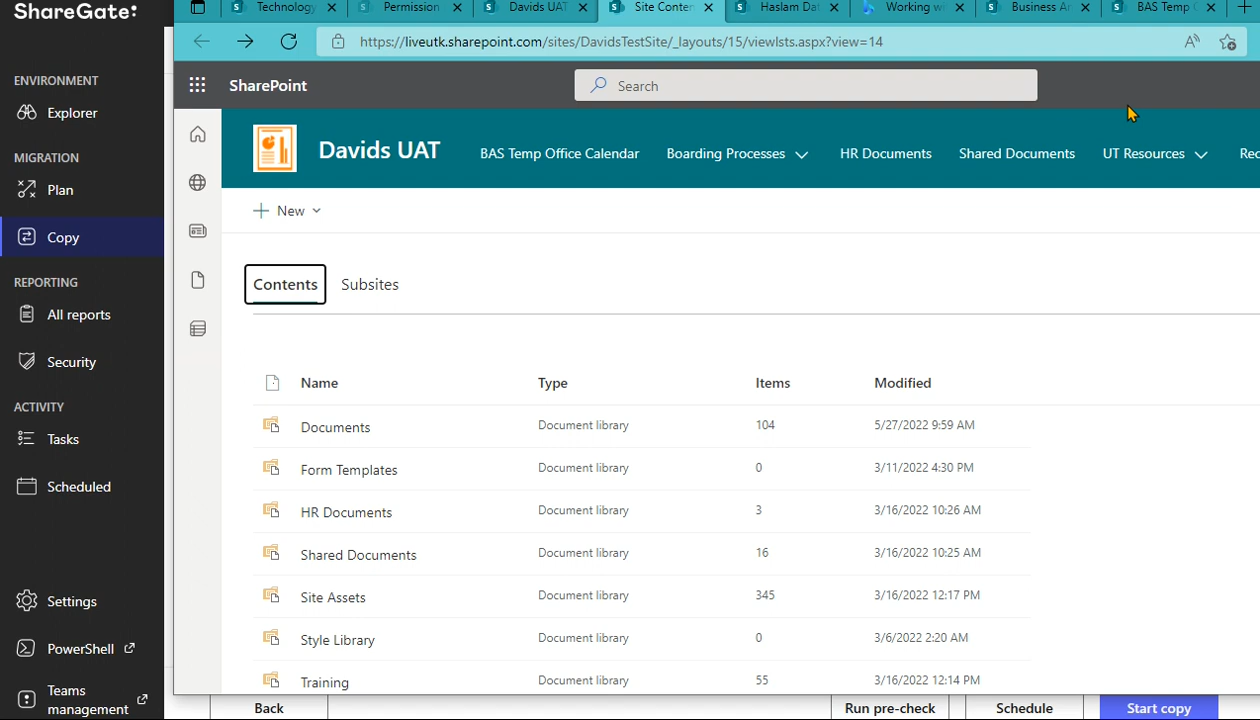 ShareGate:
ENVIRONMENT
Explorer
MIGRATION
Plan
Copy
REPORTING
All reports
Security
ACTIVITY
Tasks
Scheduled
Settings
PowerShell
Teams
management
Technology
Permission
Davids UAT
Site Conten
Haslam Dat
Working w
Business A
BAS Temp
https://liveutk.sharepoint.com/sites/DavidsTestSite/_layouts/15/viewlsts.aspx?view=14
SharePoint
Search
Davids UAT
BAS Temp Office Calendar
Boarding Processes
HR Documents
Shared Documents
UT Resources
Rec
New
Contents
Subsites
Name Type Items Modified
Documents Document library 104 5/27/2022 9:59 AM
Form Templates Document library 0 3/11/2022 4:30 PM
HR Documents Document library 3 3/16/2022 10:26 AM
Shared Documents Document library 16 3/16/2022 10:25 AM
Site Assets Document library 345 3/16/2022 12:17 PM
Style Library Document library 0 3/6/2022 2:20 AM
Training Document library 55 3/16/2022 12:14 PM
Back
Run pre-check
Schedule
Start copy